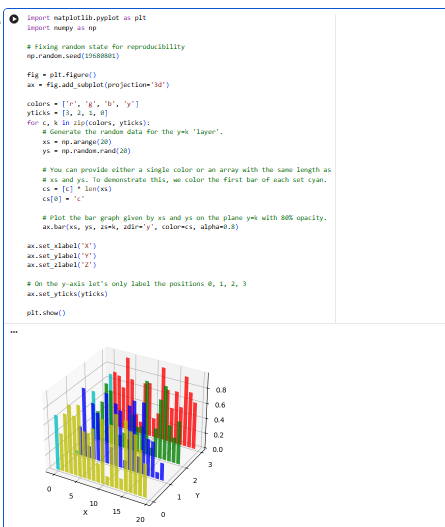 import matplotlib.pyplot as plt
import numpy as np

# Fixing random state for reproducibility
np.random.seed(19680801)

fig = plt.figure()
ax = fig.add_subplot(projection='3d')

colors = ['r', 'g', 'b', 'y']
yticks = [3, 2, 1, 0]
for c, k in zip(colors, yticks):
    # Generate the random data for the y=k 'layer'.
    xs = np.arange(20)
    ys = np.random.rand(20)

    # You can provide either a single color or an array with the same length as
    # xs and ys. To demonstrate this, we color the first bar of each set cyan.
    cs = [c] * len(xs)
    cs[0] = 'c'

    # Plot the bar graph given by xs and ys on the plane y=k with 80% opacity.
    ax.bar(xs, ys, zs=k, zdir='y', color=cs, alpha=0.8)

ax.set_xlabel('X')
ax.set_ylabel('Y')
ax.set_zlabel('Z')

# On the y-axis let's only label the positions 0, 1, 2, 3
ax.set_yticks(yticks)

plt.show()
...
0.8
0.6
0.4
0.2
0.0
3
2
1
0
Y
0
5
10
15
20
X